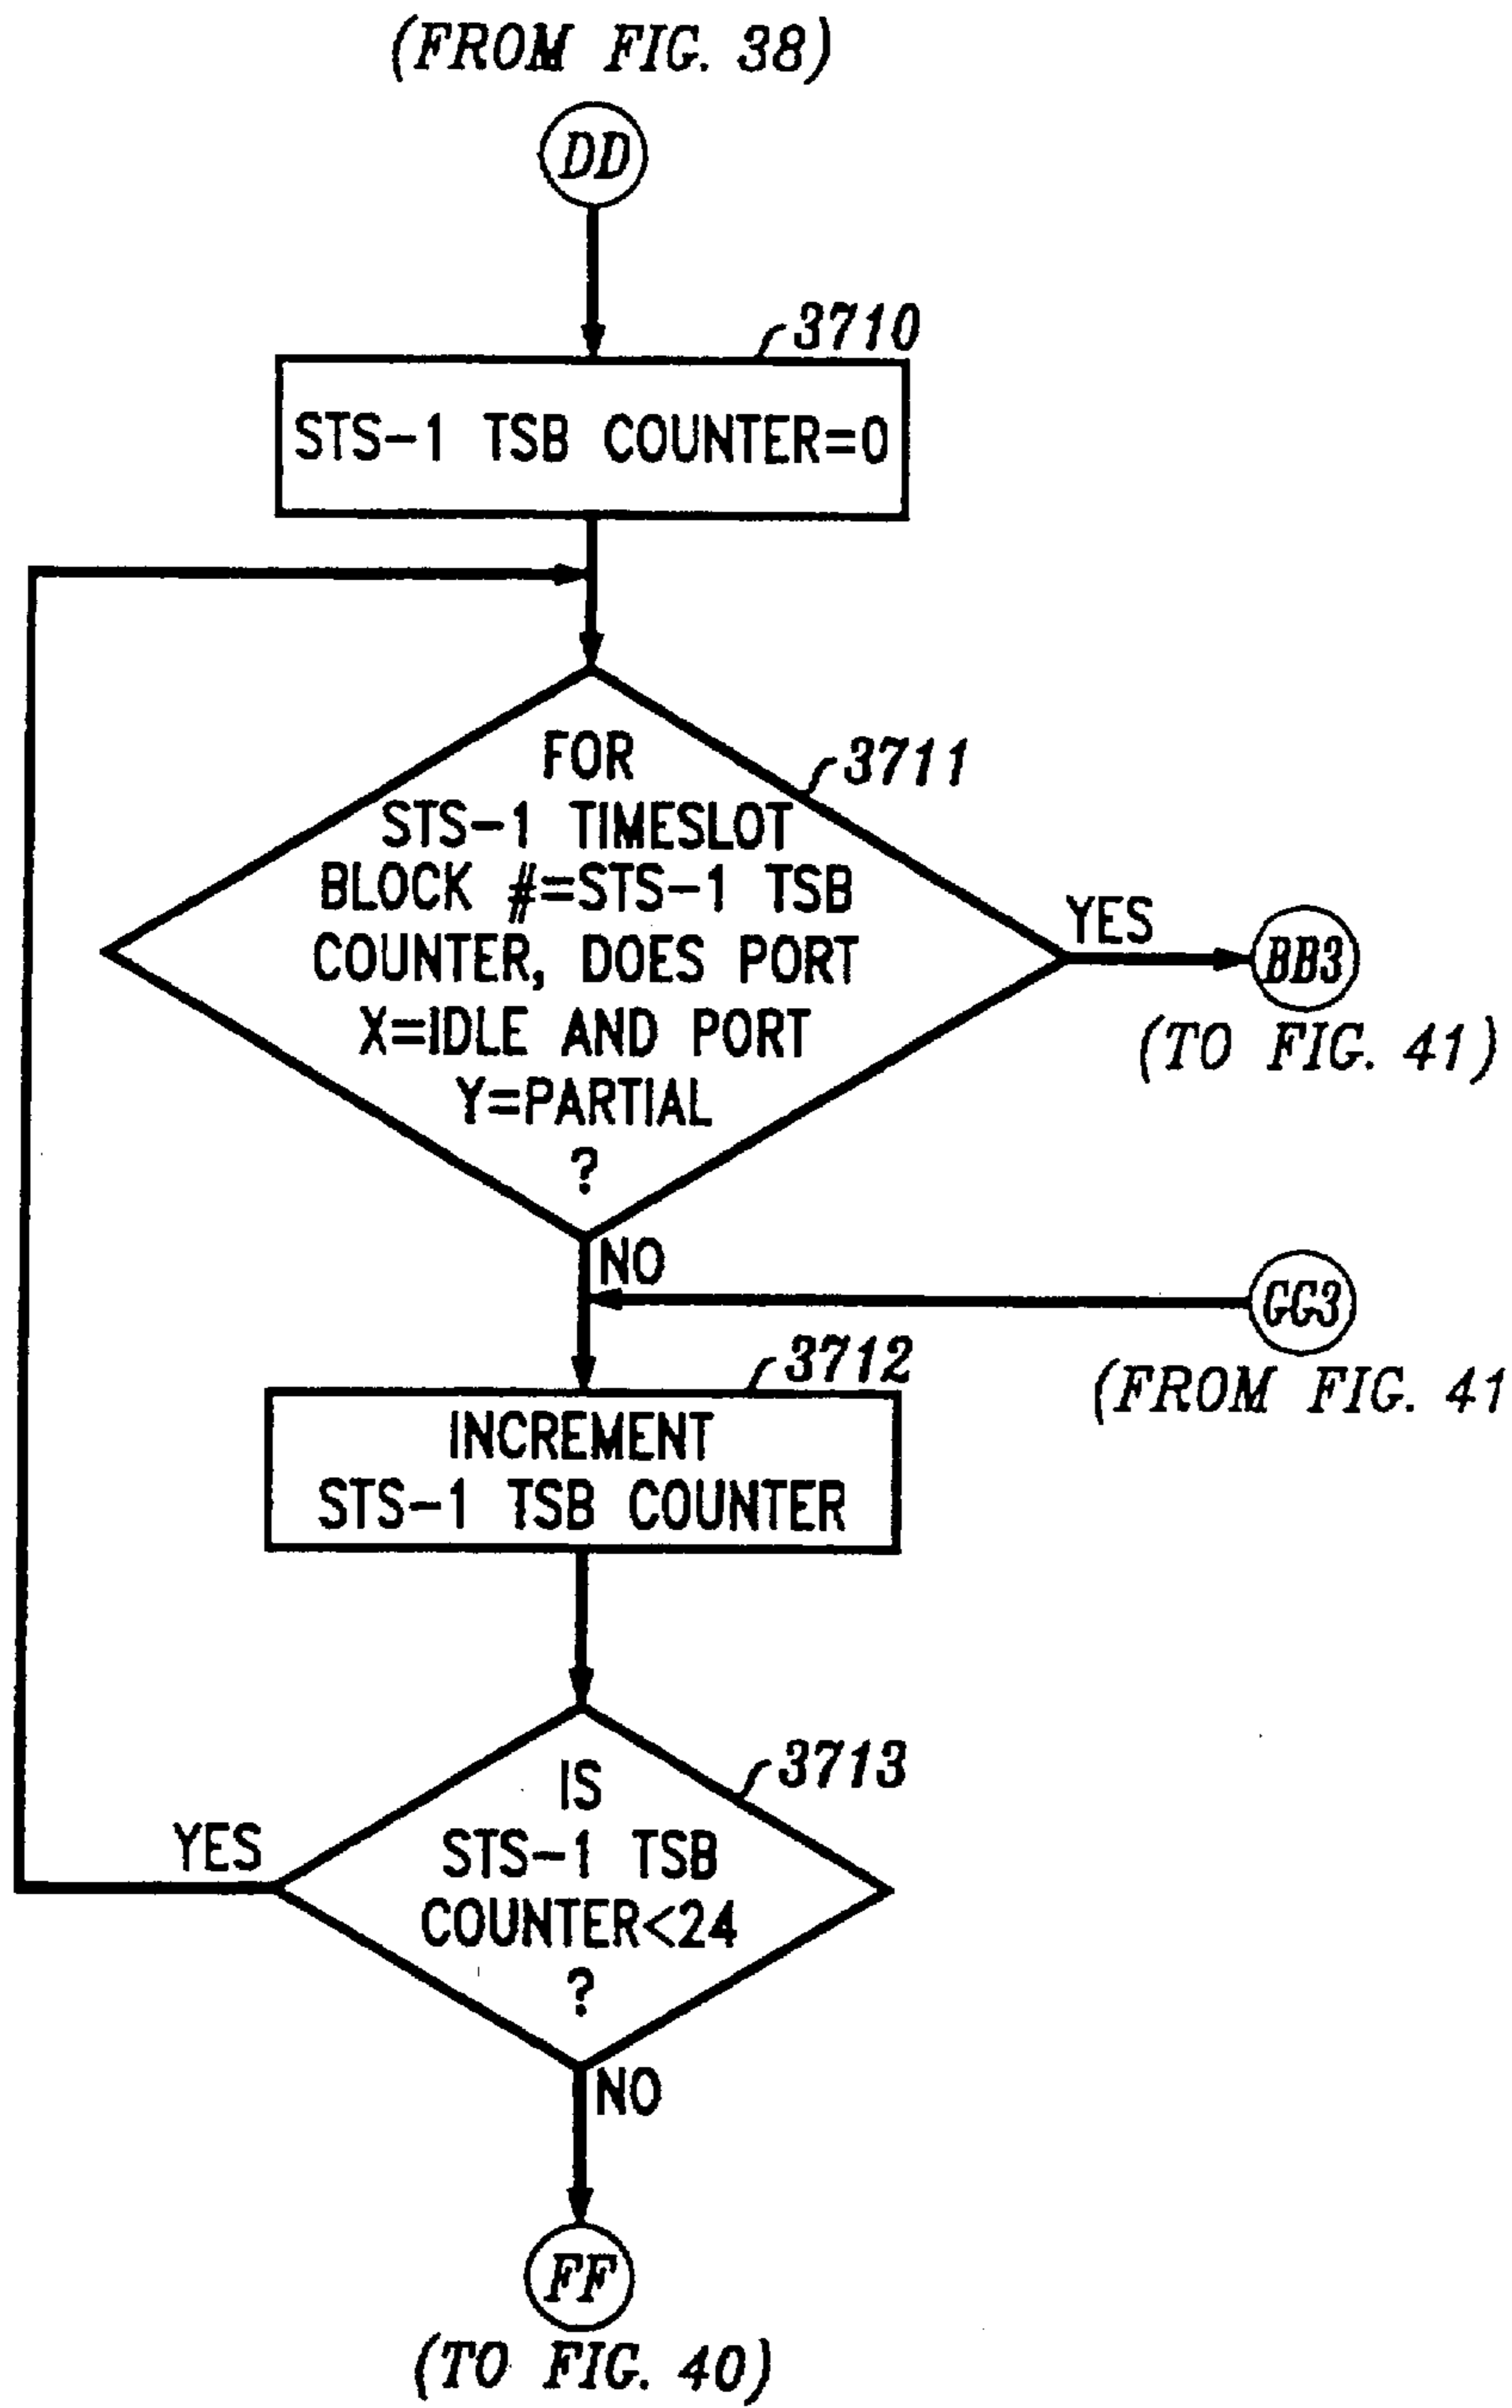 (FROM FIG. 38)
DD
3710
STS-1 TSB COUNTER=0
3711
FOR
STS-1 TIMESLOT
BLOCK #=STS-1 TSB
COUNTER, DOES PORT
X=IDLE AND PORT
Y=PARTIAL
?
YES
BB3
(TO FIG. 41)
NO
GG3
(FROM FIG. 41
3712
INCREMENT
STS-1 TSB COUNTER
3713
IS
STS-1 TSB
COUNTER<24
?
YES
NO
FF
(TO FIG. 40)